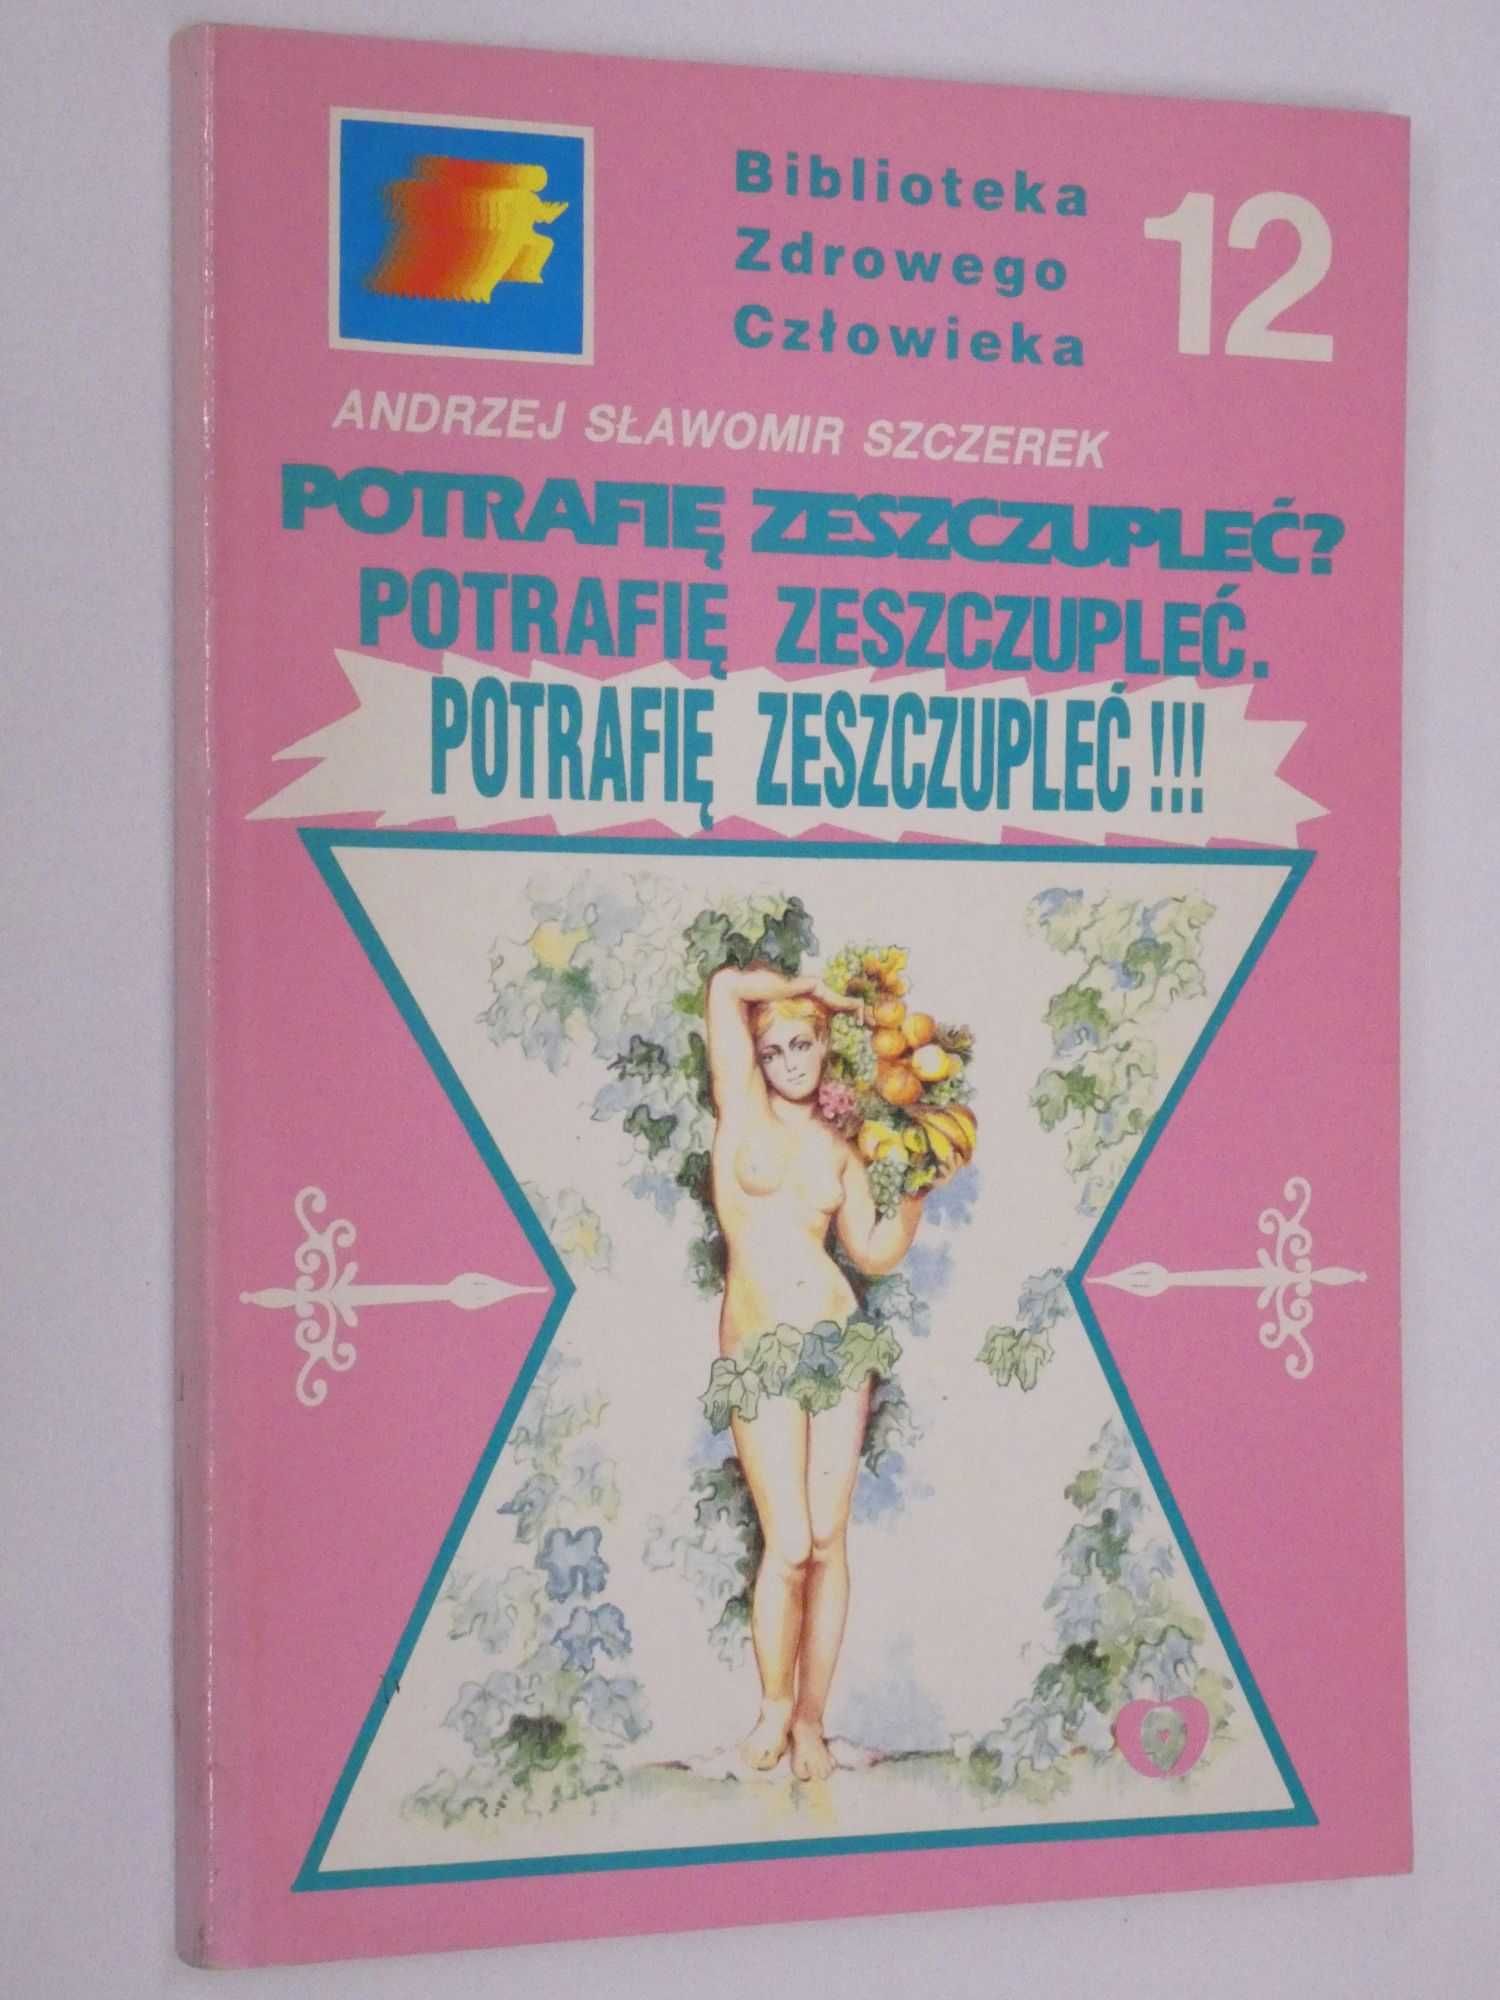 Biblioteka
Zdrowego
Człowieka
12
ANDRZEJ SŁAWOMIR SZCZEREK
POTRAFIĘ ZESZCZUPLEĆ?
POTRAFIĘ ZESZCZUPLEĆ.
POTRAFIĘ ZESZCZUPLEĆ!!!